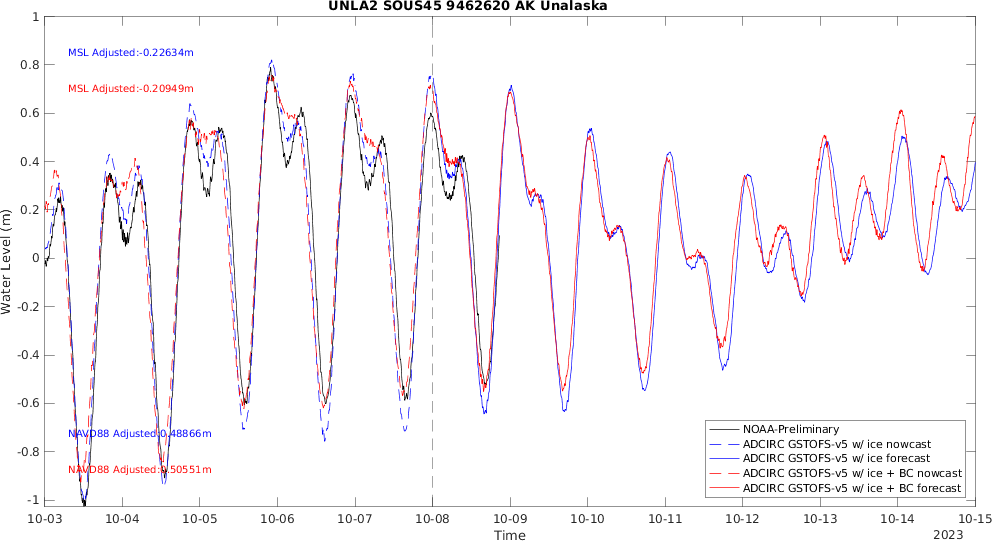 UNLA2 SOUS45 9462620 AK Unalaska
MSL Adjusted:-0.22634m
MSL Adjusted:-0.20949m
NAVD88 Adjusted:0.48866m
NAVD88 Adjusted:0.50551m
Water Level (m)
1
0.8
0.6
0.4
0.2
0
-0.2
-0.4
-0.6
-0.8
-1
NOAA-Preliminary
ADCIRC GSTOFS-v5 w/ ice nowcast
ADCIRC GSTOFS-v5 w/ ice forecast
ADCIRC GSTOFS-v5 w/ ice + BC nowcast
ADCIRC GSTOFS-v5 w/ ice + BC forecast
10-03 10-04 10-05 10-06 10-07 10-08 10-09 10-10 10-11 10-12 10-13 10-14 10-15
Time
2023